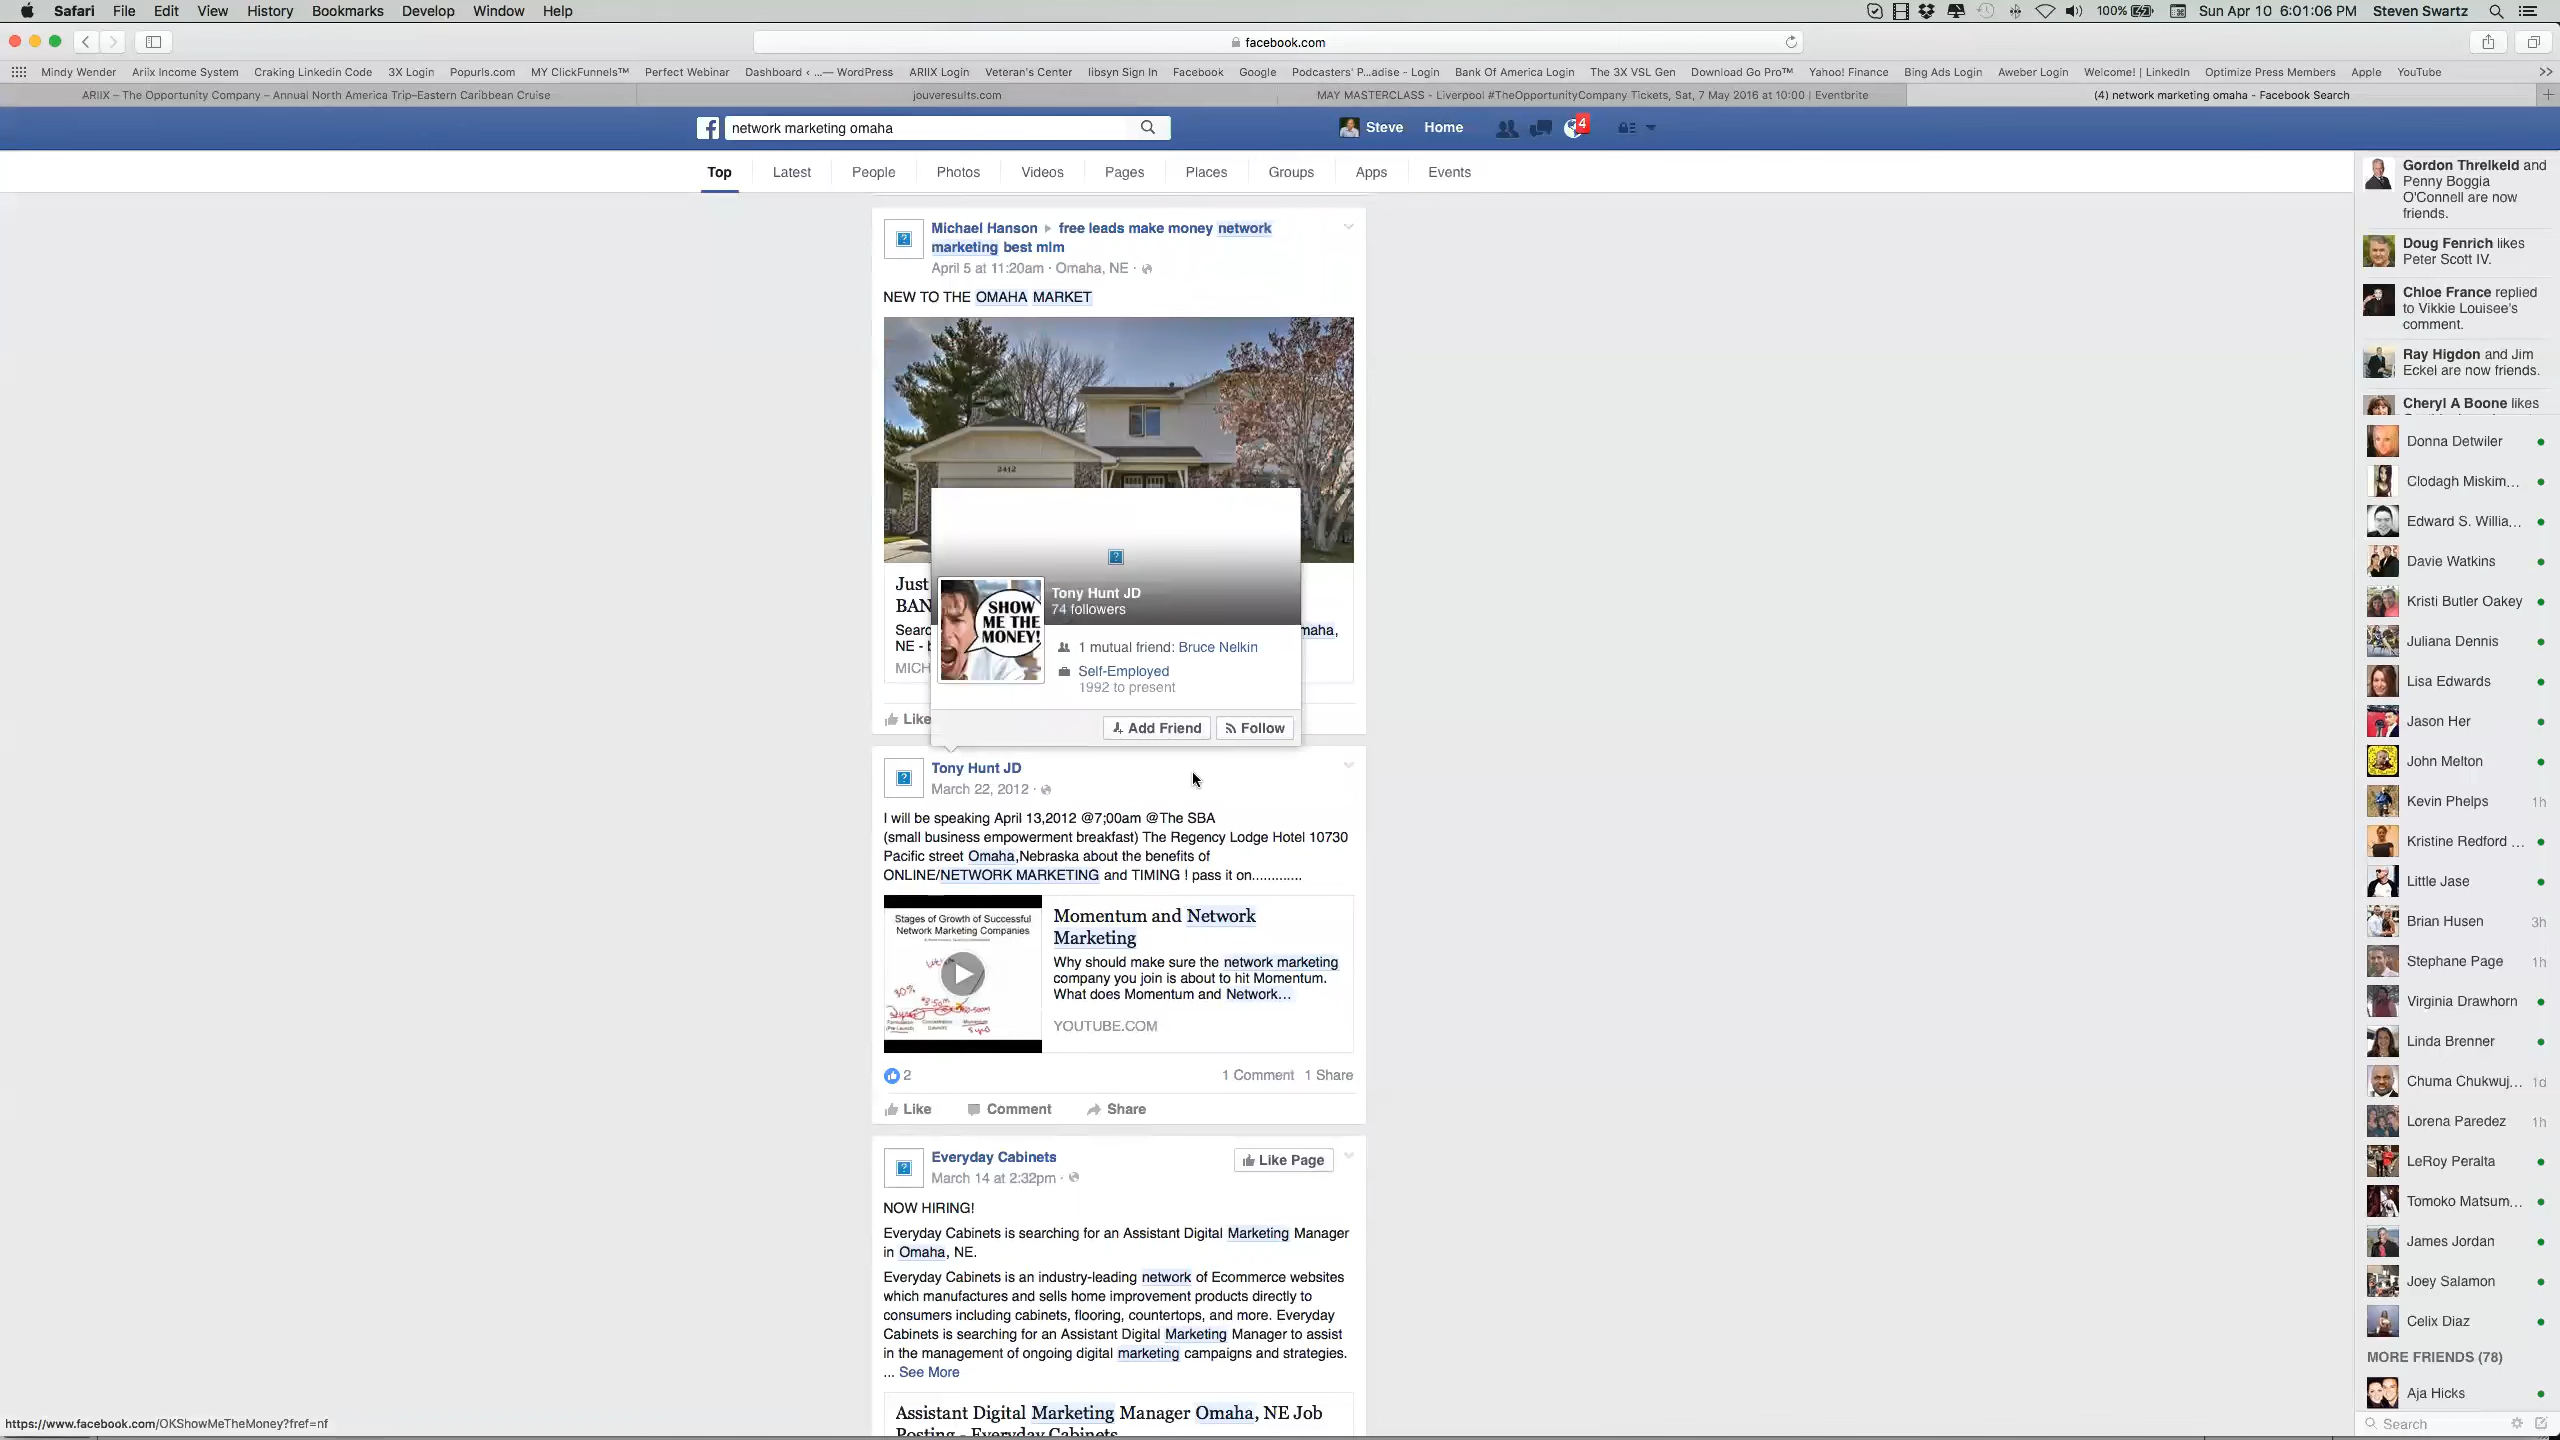 Safari File Edit View History Bookmarks Develop Window Help
100% Sun Apr 10 6:01:06 PM Steven Swartz
facebook.com
Mindy Wender Ariix Income System Craking Linkedin Code 3X Login Popurls.com MY ClickFunnels™ Perfect Webinar Dashboard ‹ ...— WordPress ARIIX Login Veteran's Center libsyn Sign In Facebook Google Podcasters' P...adise - Login Bank Of America Login The 3X VSL Gen Download Go Pro™ Yahoo! Finance Bing Ads Login Aweber Login Welcome! | LinkedIn Optimize Press Members Apple YouTube
ARIIX – The Opportunity Company – Annual North America Trip–Eastern Caribbean Cruise jouveresults.com MAY MASTERCLASS - Liverpool #TheOpportunityCompany Tickets, Sat, 7 May 2016 at 10:00 | Eventbrite (4) network marketing omaha - Facebook Search
network marketing omaha
Steve Home 4
Top Latest People Photos Videos Pages Places Groups Apps Events
Michael Hanson free leads make money network
marketing best mlm
April 5 at 11:20am · Omaha, NE ·
NEW TO THE OMAHA MARKET
2412
Just
BAN
Searc maha,
NE - b
MICH
Like
Tony Hunt JD
74 followers
SHOW
ME THE
MONEY!
1 mutual friend: Bruce Nelkin
Self-Employed
1992 to present
Add Friend Follow
Tony Hunt JD
March 22, 2012 ·
I will be speaking April 13,2012 @7;00am @The SBA
(small business empowerment breakfast) The Regency Lodge Hotel 10730
Pacific street Omaha,Nebraska about the benefits of
ONLINE/NETWORK MARKETING and TIMING ! pass it on............
Stages of Growth of Successful
Network Marketing Companies
Momentum and Network
Marketing
Why should make sure the network marketing
company you join is about to hit Momentum.
What does Momentum and Network...
YOUTUBE.COM
2 1 Comment 1 Share
Like Comment Share
Everyday Cabinets
March 14 at 2:32pm ·
Like Page
NOW HIRING!
Everyday Cabinets is searching for an Assistant Digital Marketing Manager
in Omaha, NE.
Everyday Cabinets is an industry-leading network of Ecommerce websites
which manufactures and sells home improvement products directly to
consumers including cabinets, flooring, countertops, and more. Everyday
Cabinets is searching for an Assistant Digital Marketing Manager to assist
in the management of ongoing digital marketing campaigns and strategies.
... See More
Assistant Digital Marketing Manager Omaha, NE Job
Posting - Everyday Cabinets
https://www.facebook.com/OKShowMeTheMoney?fref=nf
Gordon Threlkeld and
Penny Boggia
O'Connell are now
friends.
Doug Fenrich likes
Peter Scott IV.
Chloe France replied
to Vikkie Louisee's
comment.
Ray Higdon and Jim
Eckel are now friends.
Cheryl A Boone likes
Donna Detwiler
Clodagh Miskim...
Edward S. Willia...
Davie Watkins
Kristi Butler Oakey
Juliana Dennis
Lisa Edwards
Jason Her
John Melton
Kevin Phelps 1h
Kristine Redford ...
Little Jase
Brian Husen 3h
Stephane Page 1h
Virginia Drawhorn
Linda Brenner
Chuma Chukwuj... 1d
Lorena Paredez 1h
LeRoy Peralta
Tomoko Matsum...
James Jordan
Joey Salamon
Celix Diaz
MORE FRIENDS (78)
Aja Hicks
Search